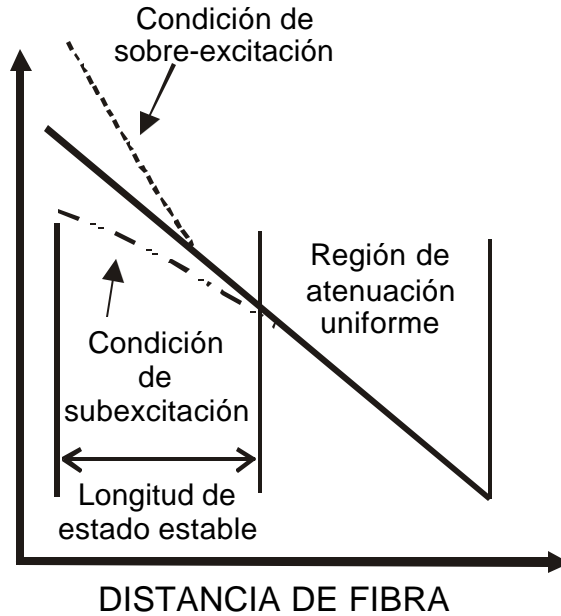 Condición de
sobre-excitación
Región de
atenuación
uniforme
Condición
de
subexcitación
Longitud de
estado estable
DISTANCIA DE FIBRA